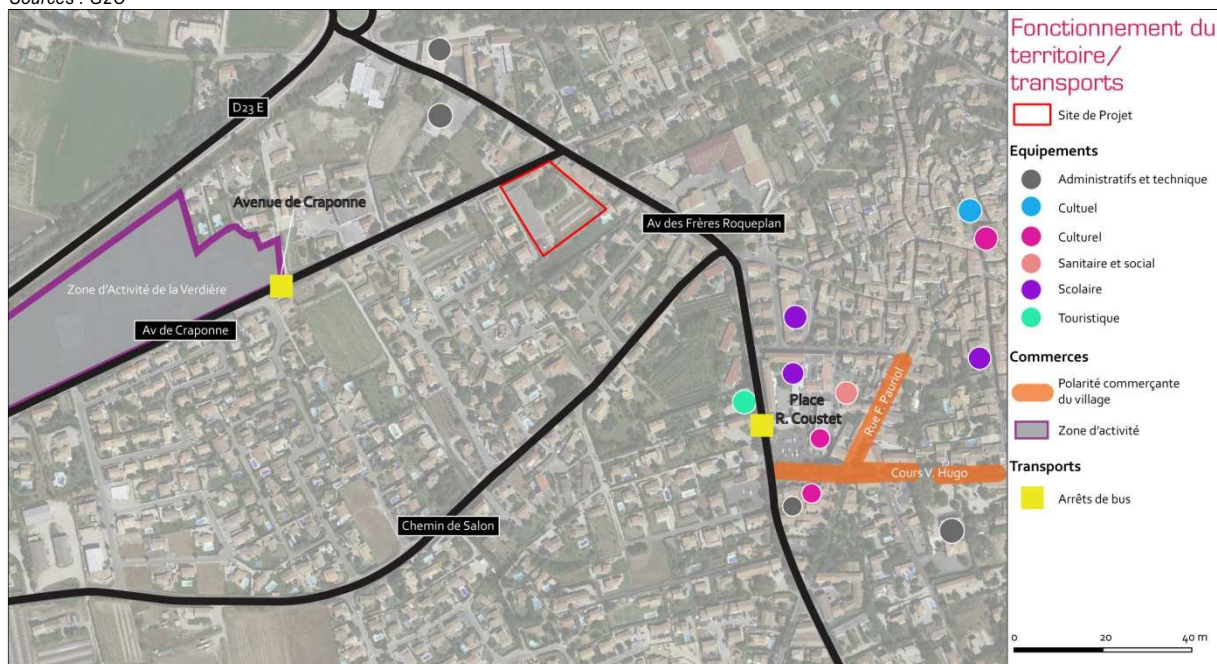 Sources : G2C
Fonctionnement du
territoire/
transports
Site de Projet
Equipements
Administratifs et technique
Cultuel
Culturel
Sanitaire et social
Scolaire
Touristique
Commerces
Polarité commerçante
du village
Zone d'activité
Transports
Arrêts de bus
0 20 40 m
D23 E
Avenue de Craponne
Av des Frères Roqueplan
Zone d'Activité de la Verdière
Av de Craponne
Place
R. Coustet
Rue F. Pauriol
Cours V. Hugo
Chemin de Salon